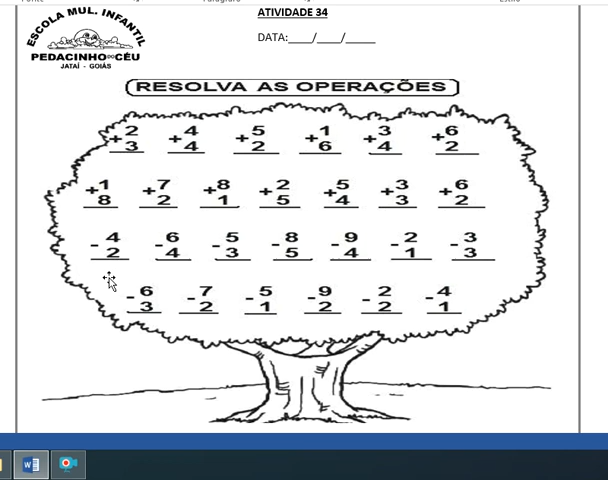 ATIVIDADE 34
ESCOLA MUL. INFANTIL
PEDACINHO DO CÉU
JATAÍ - GOIÁS
DATA:____/____/_____
RESOLVA AS OPERAÇÕES
+2 +4 +5 +1 +3 +6
3 4 2 6 4 2
+1 +7 +8 +2 +5 +3 +6
8 2 1 5 4 3 2
-4 -6 -5 -8 -9 -2 -3
2 4 3 5 4 1 3
-6 -7 -5 -9 -2 -4
3 2 1 2 2 1